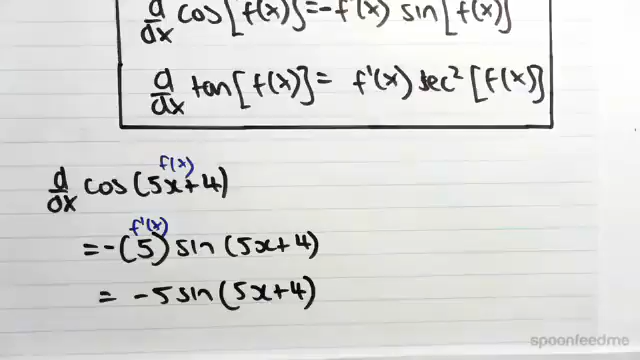 d/dx cos[f(x)]=-f'(x) sin[f(x)]
d/dx tan[f(x)]= f'(x) sec²[f(x)]
f(x)
d/dx cos(5x+4)
f'(x)
=-(5) sin(5x+4)
= -5 sin(5x+4)
spoonfeedme